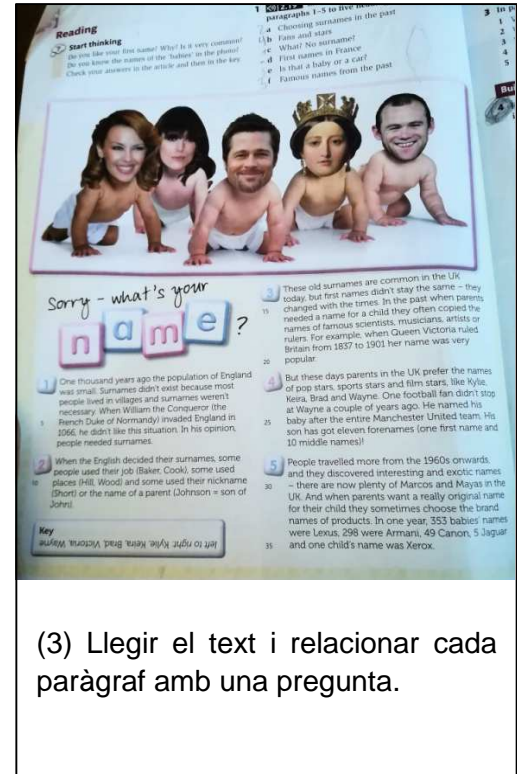 Reading
Start thinking
Do you like your first name? Why? Is it very common?
Do you know the names of the 'babies' in the photo?
Check your answers in the article and then in the key.
1
paragraphs 1–5 to five
a Choosing surnames in the past
b Fans and stars
c What? No surname!
d First names in France
e Is that a baby or a car?
f Famous names from the past
3 In p
1
2
3
4
5
Bui
Sorry – what's your
name?
1 One thousand years ago the population of England
was small. Surnames didn't exist because most
people lived in villages and surnames weren't
necessary. When William the Conqueror (the
5 French Duke of Normandy) invaded England in
1066, he didn't like this situation. In his opinion,
people needed surnames.
2 When the English decided their surnames, some
people used their job (Baker, Cook), some used
10 places (Hill, Wood) and some used their nickname
(Short) or the name of a parent (Johnson = son of
John).
Key
left to right Kylie, Keira, Brad, Victoria, Wayne
3 These old surnames are common in the UK
today, but first names didn't stay the same – they
15 changed with the times. In the past when parents
needed a name for a child they often copied the
names of famous scientists, musicians, artists or
rulers. For example, when Queen Victoria ruled
Britain from 1837 to 1901 her name was very
20 popular.
4 But these days parents in the UK prefer the names
of pop stars, sports stars and film stars, like Kylie,
Keira, Brad and Wayne. One football fan didn't stop
at Wayne a couple of years ago. He named his
25 baby after the entire Manchester United team. His
son has got eleven forenames (one first name and
10 middle names)!
5 People travelled more from the 1960s onwards,
and they discovered interesting and exotic names
30 – there are now plenty of Marcos and Mayas in the
UK. And when parents want a really original name
for their child they sometimes choose the brand
names of products. In one year, 353 babies' names
were Lexus, 298 were Armani, 49 Canon, 5 Jaguar
35 and one child's name was Xerox.
(3) Llegir el text i relacionar cada
paràgraf amb una pregunta.